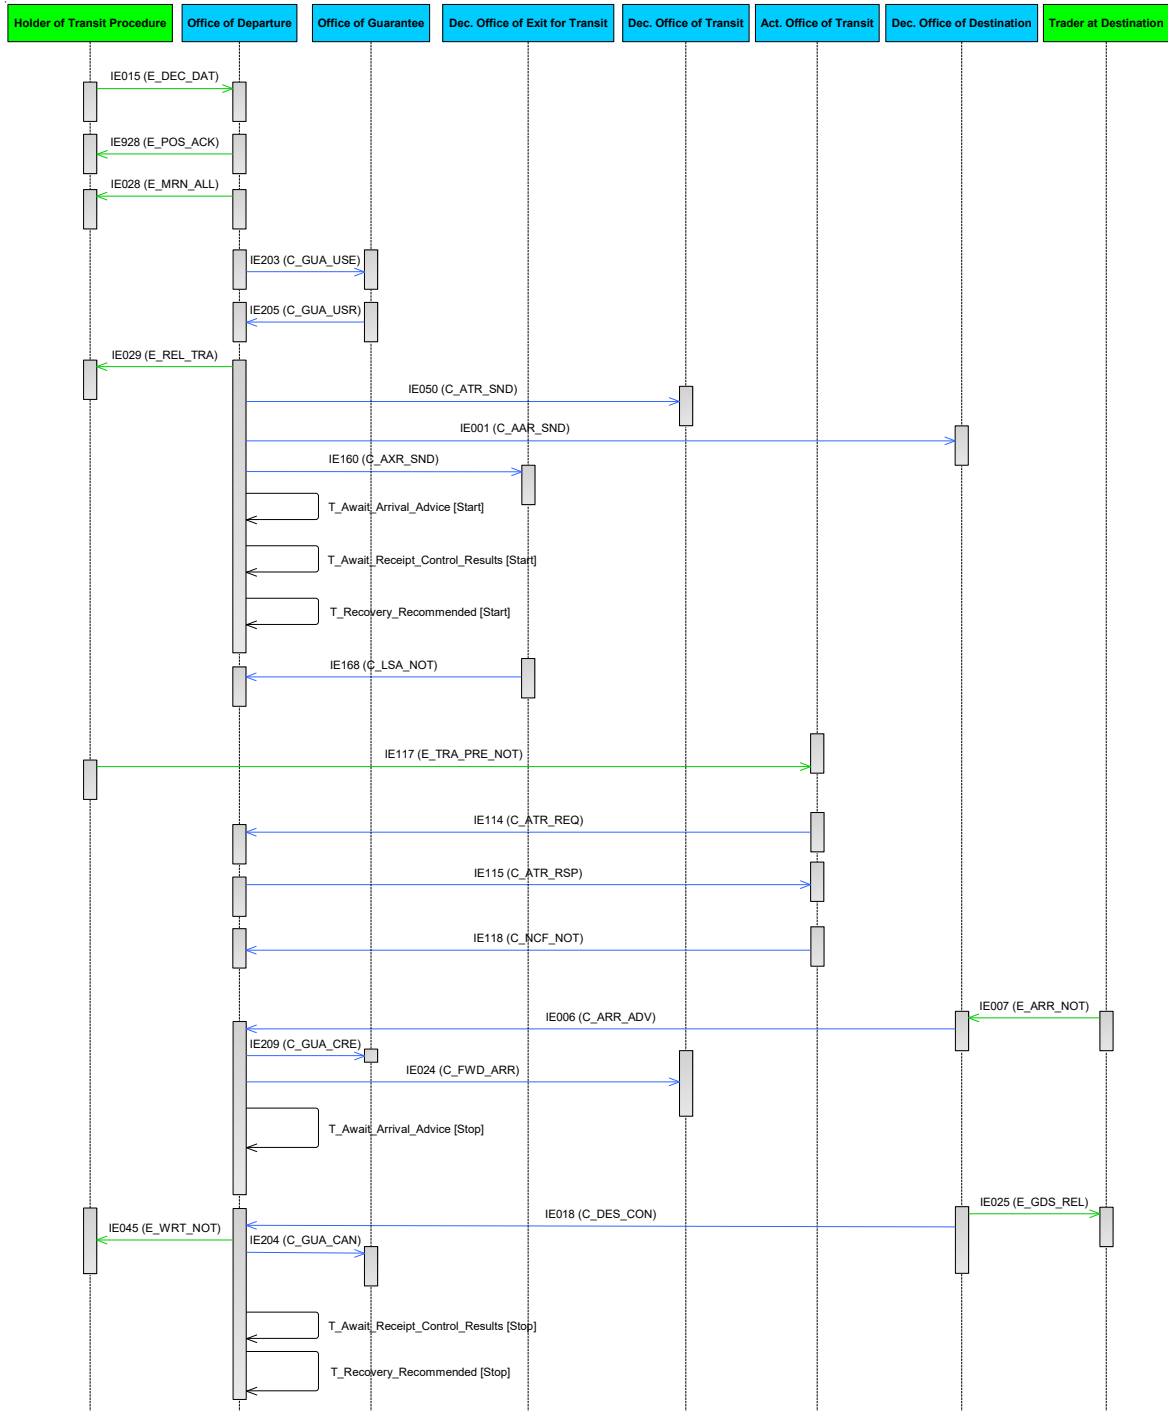 Holder of Transit Procedure
Office of Departure
Office of Guarantee
Dec. Office of Exit for Transit
Dec. Office of Transit
Act. Office of Transit
Dec. Office of Destination
Trader at Destination
IE015 (E_DEC_DAT)
IE928 (E_POS_ACK)
IE028 (E_MRN_ALL)
IE203 (C_GUA_USE)
IE205 (C_GUA_USR)
IE029 (E_REL_TRA)
IE050 (C_ATR_SND)
IE001 (C_AAR_SND)
IE160 (C_AXR_SND)
T_Await_Arrival_Advice [Start]
T_Await_Receipt_Control_Results [Start]
T_Recovery_Recommended [Start]
IE168 (C_LSA_NOT)
IE117 (E_TRA_PRE_NOT)
IE114 (C_ATR_REQ)
IE115 (C_ATR_RSP)
IE118 (C_NCF_NOT)
IE007 (E_ARR_NOT)
IE006 (C_ARR_ADV)
IE209 (C_GUA_CRE)
IE024 (C_FWD_ARR)
T_Await_Arrival_Advice [Stop]
IE025 (E_GDS_REL)
IE018 (C_DES_CON)
IE045 (E_WRT_NOT)
IE204 (C_GUA_CAN)
T_Await_Receipt_Control_Results [Stop]
T_Recovery_Recommended [Stop]